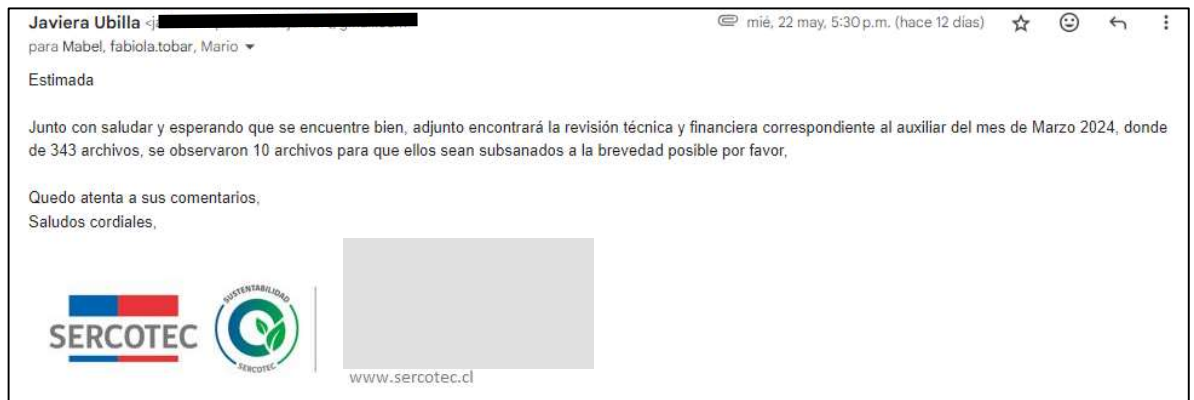 Javiera Ubilla
mié, 22 may, 5:30 p.m. (hace 12 días)
para Mabel, fabiola.tobar, Mario
Estimada
Junto con saludar y esperando que se encuentre bien, adjunto encontrará la revisión técnica y financiera correspondiente al auxiliar del mes de Marzo 2024, donde
de 343 archivos, se observaron 10 archivos para que ellos sean subsanados a la brevedad posible por favor,
Quedo atenta a sus comentarios,
Saludos cordiales,
SERCOTEC
SUSTENTABILIDAD
SERCOTEC
www.sercotec.cl